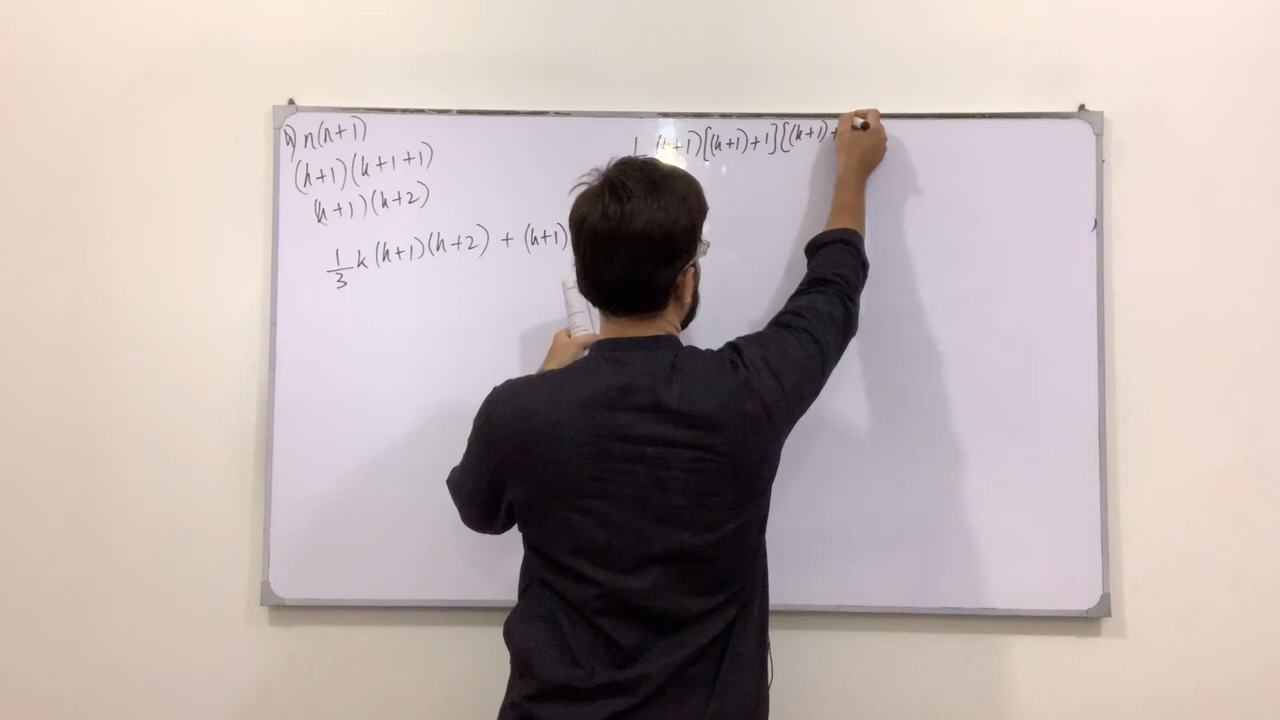 n(n+1)
(k+1)(k+1+1)
(k+1)(k+2)
1/3 k(k+1)(k+2) + (k+1)
(k+1)[(k+1)+1][(k+1)+